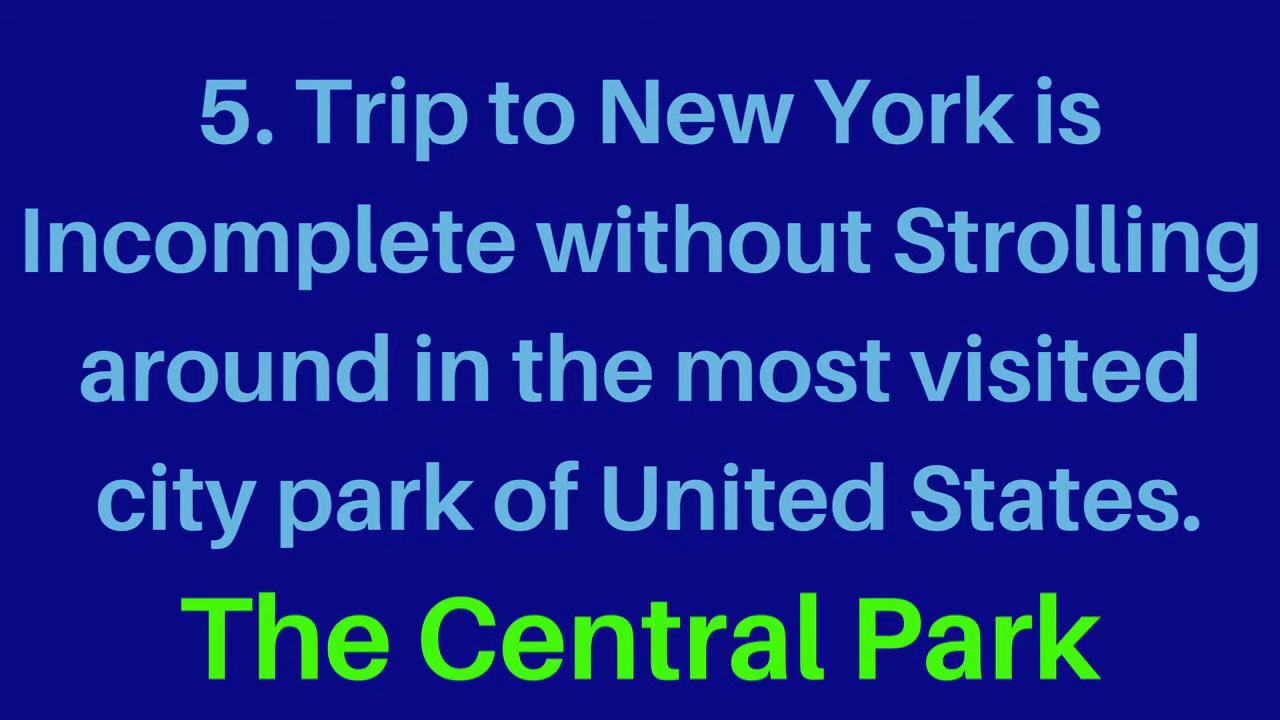 5. Trip to New York is
Incomplete without Strolling
around in the most visited
city park of United States.
The Central Park